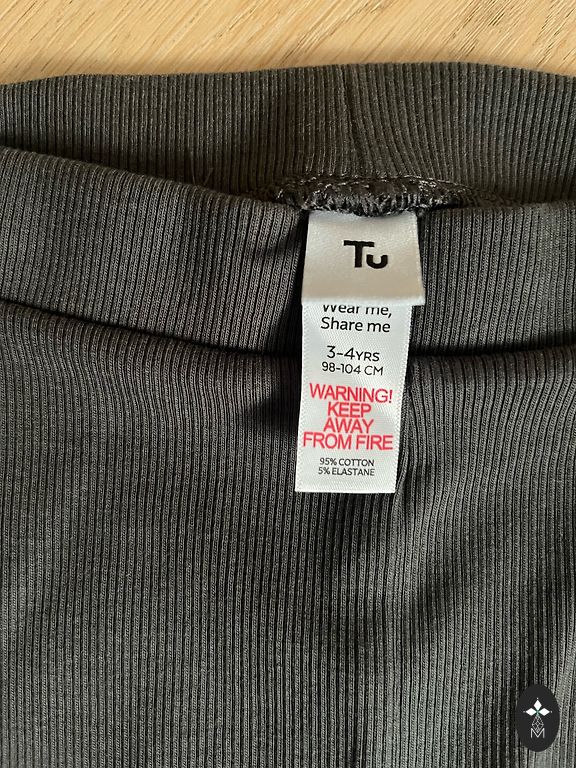 Tu
Wear me,
Share me
3-4YRS
98-104 CM
WARNING!
KEEP
AWAY
FROM FIRE
95% COTTON
5% ELASTANE
M